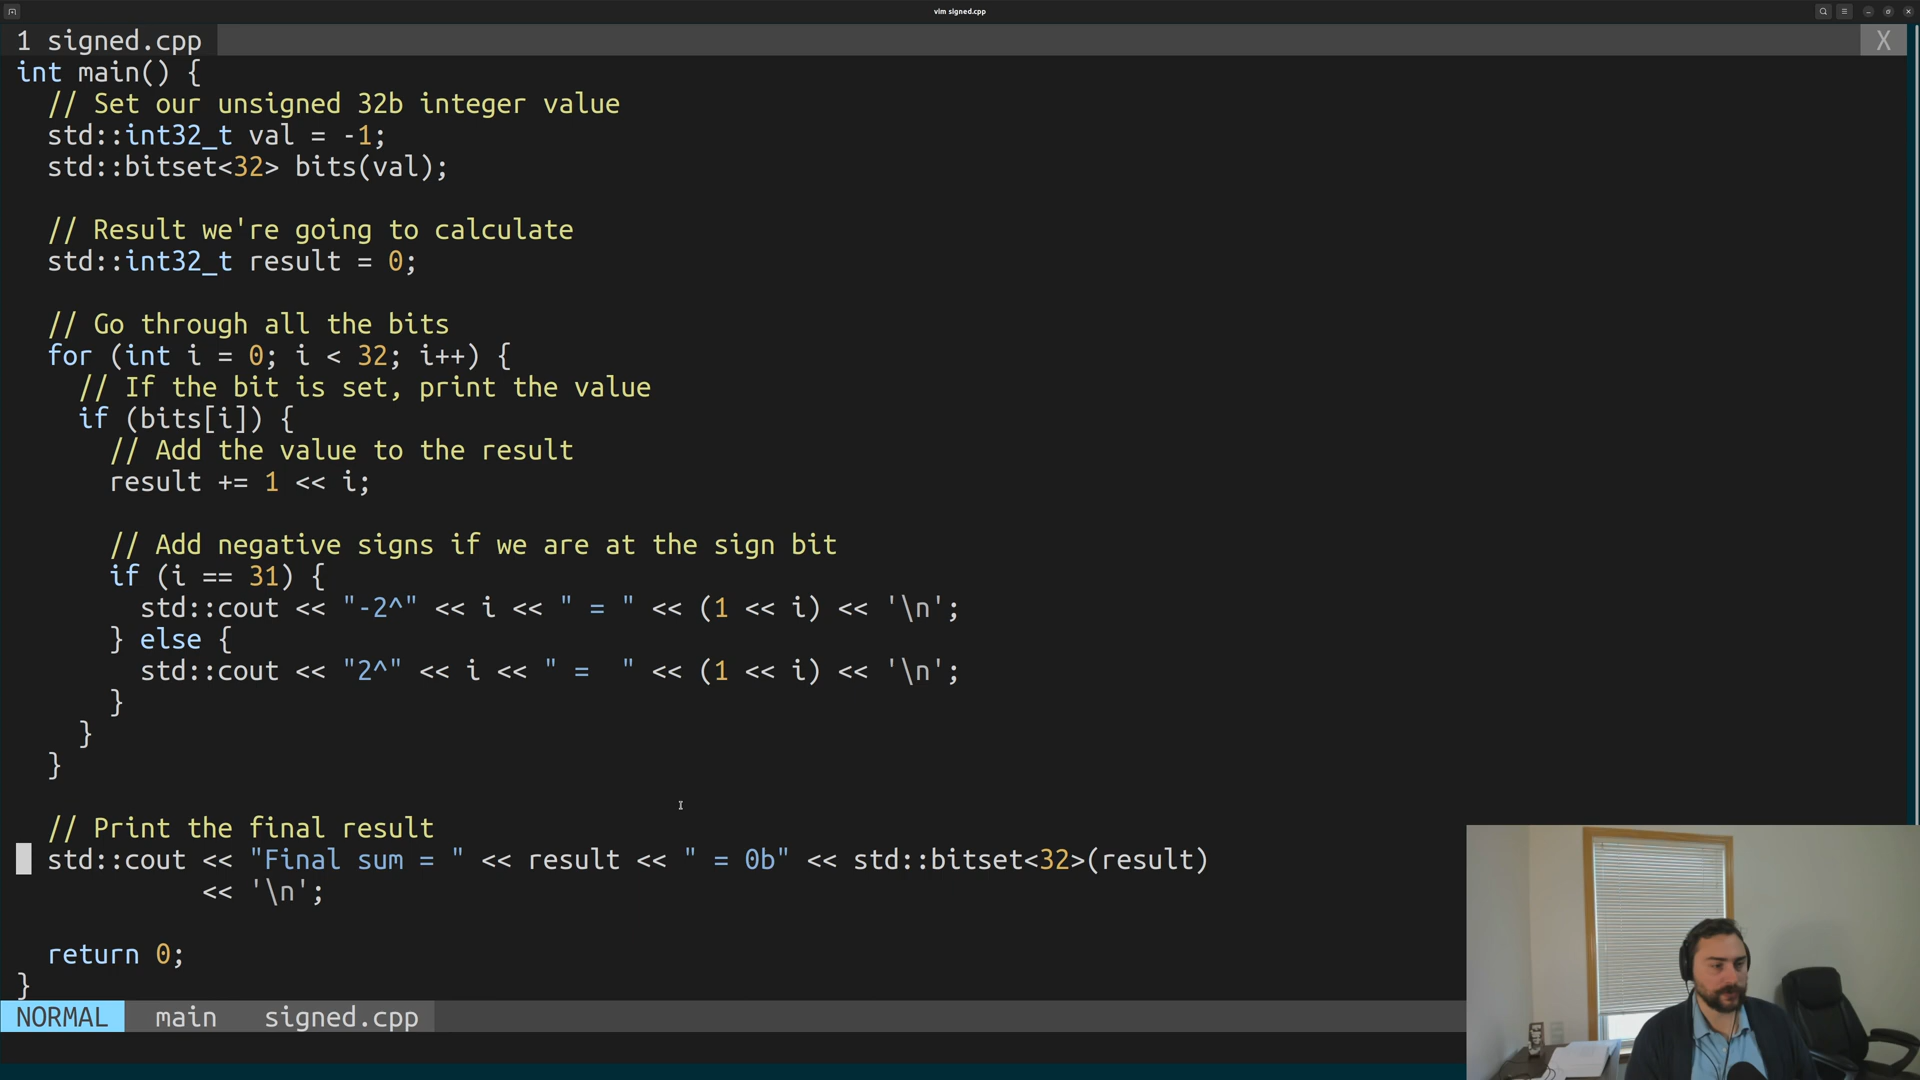 vim signed.cpp
1 signed.cpp X
int main() {
  // Set our unsigned 32b integer value
  std::int32_t val = -1;
  std::bitset<32> bits(val);
  // Result we're going to calculate
  std::int32_t result = 0;
  // Go through all the bits
  for (int i = 0; i < 32; i++) {
    // If the bit is set, print the value
    if (bits[i]) {
      // Add the value to the result
      result += 1 << i;
      // Add negative signs if we are at the sign bit
      if (i == 31) {
        std::cout << "-2^" << i << " = " << (1 << i) << '\n';
      } else {
        std::cout << "2^" << i << " =  " << (1 << i) << '\n';
      }
    }
  }
  // Print the final result
  std::cout << "Final sum = " << result << " = 0b" << std::bitset<32>(result)
            << '\n';
  return 0;
}
NORMAL main signed.cpp